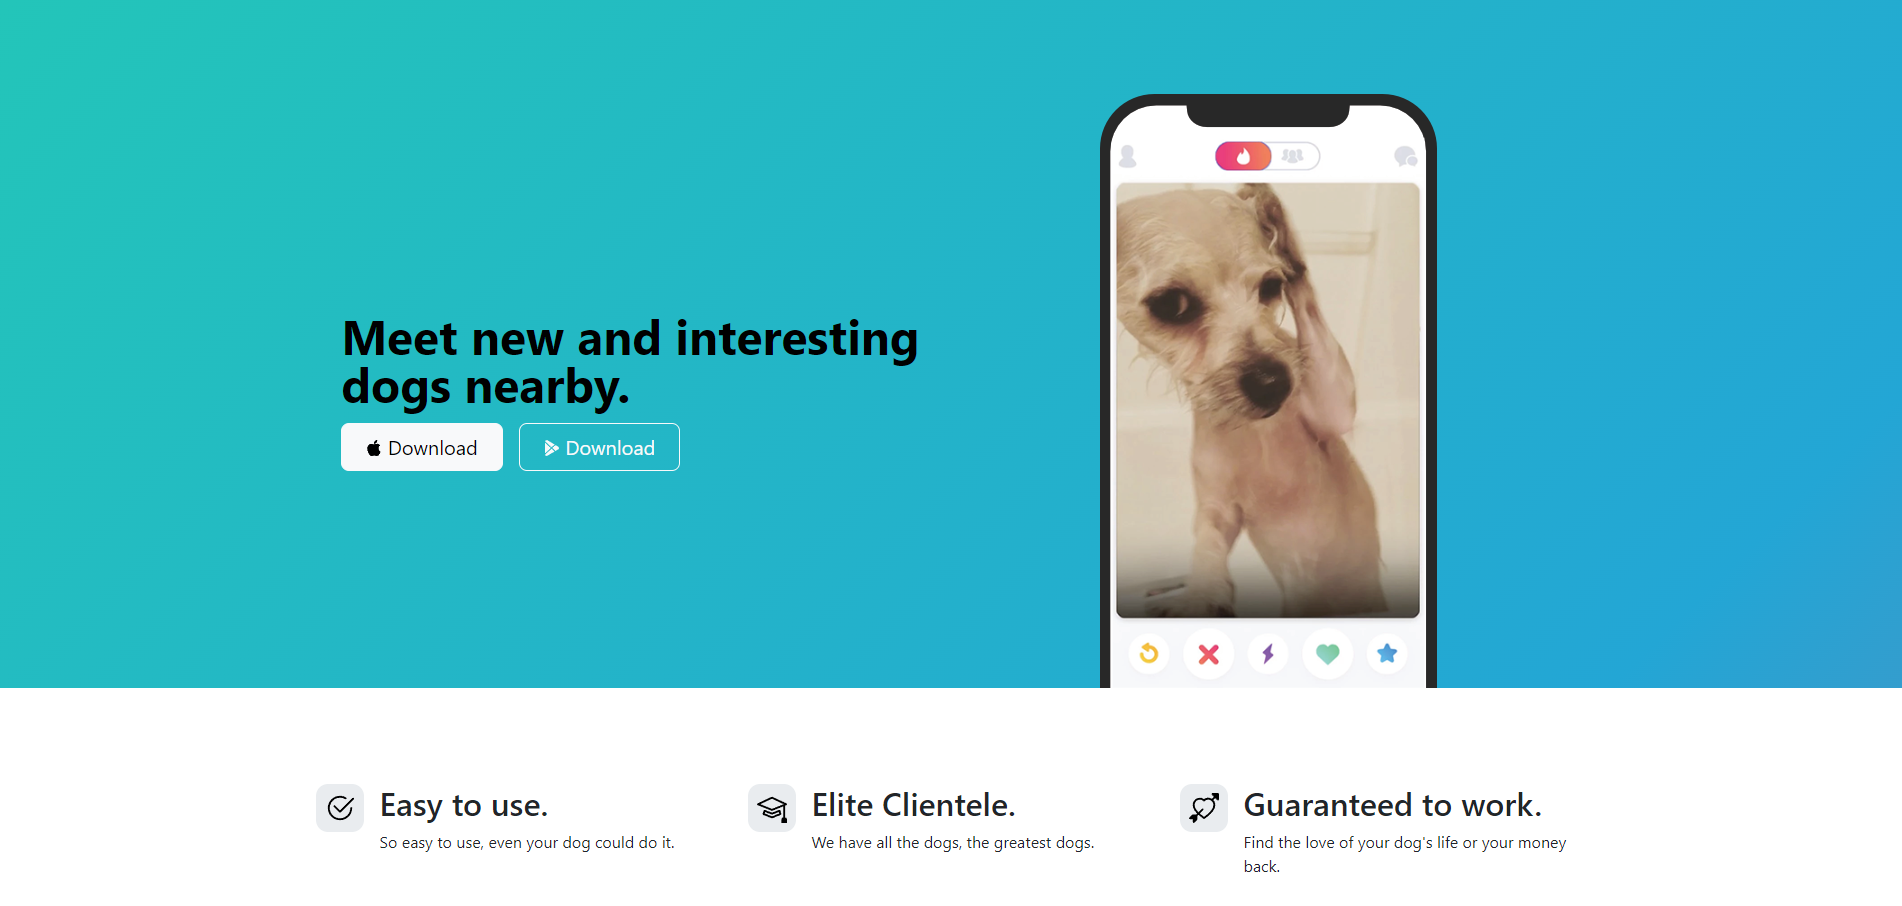 Meet new and interesting
dogs nearby.
Download
Download
Easy to use.
So easy to use, even your dog could do it.
Elite Clientele.
We have all the dogs, the greatest dogs.
Guaranteed to work.
Find the love of your dog's life or your money
back.